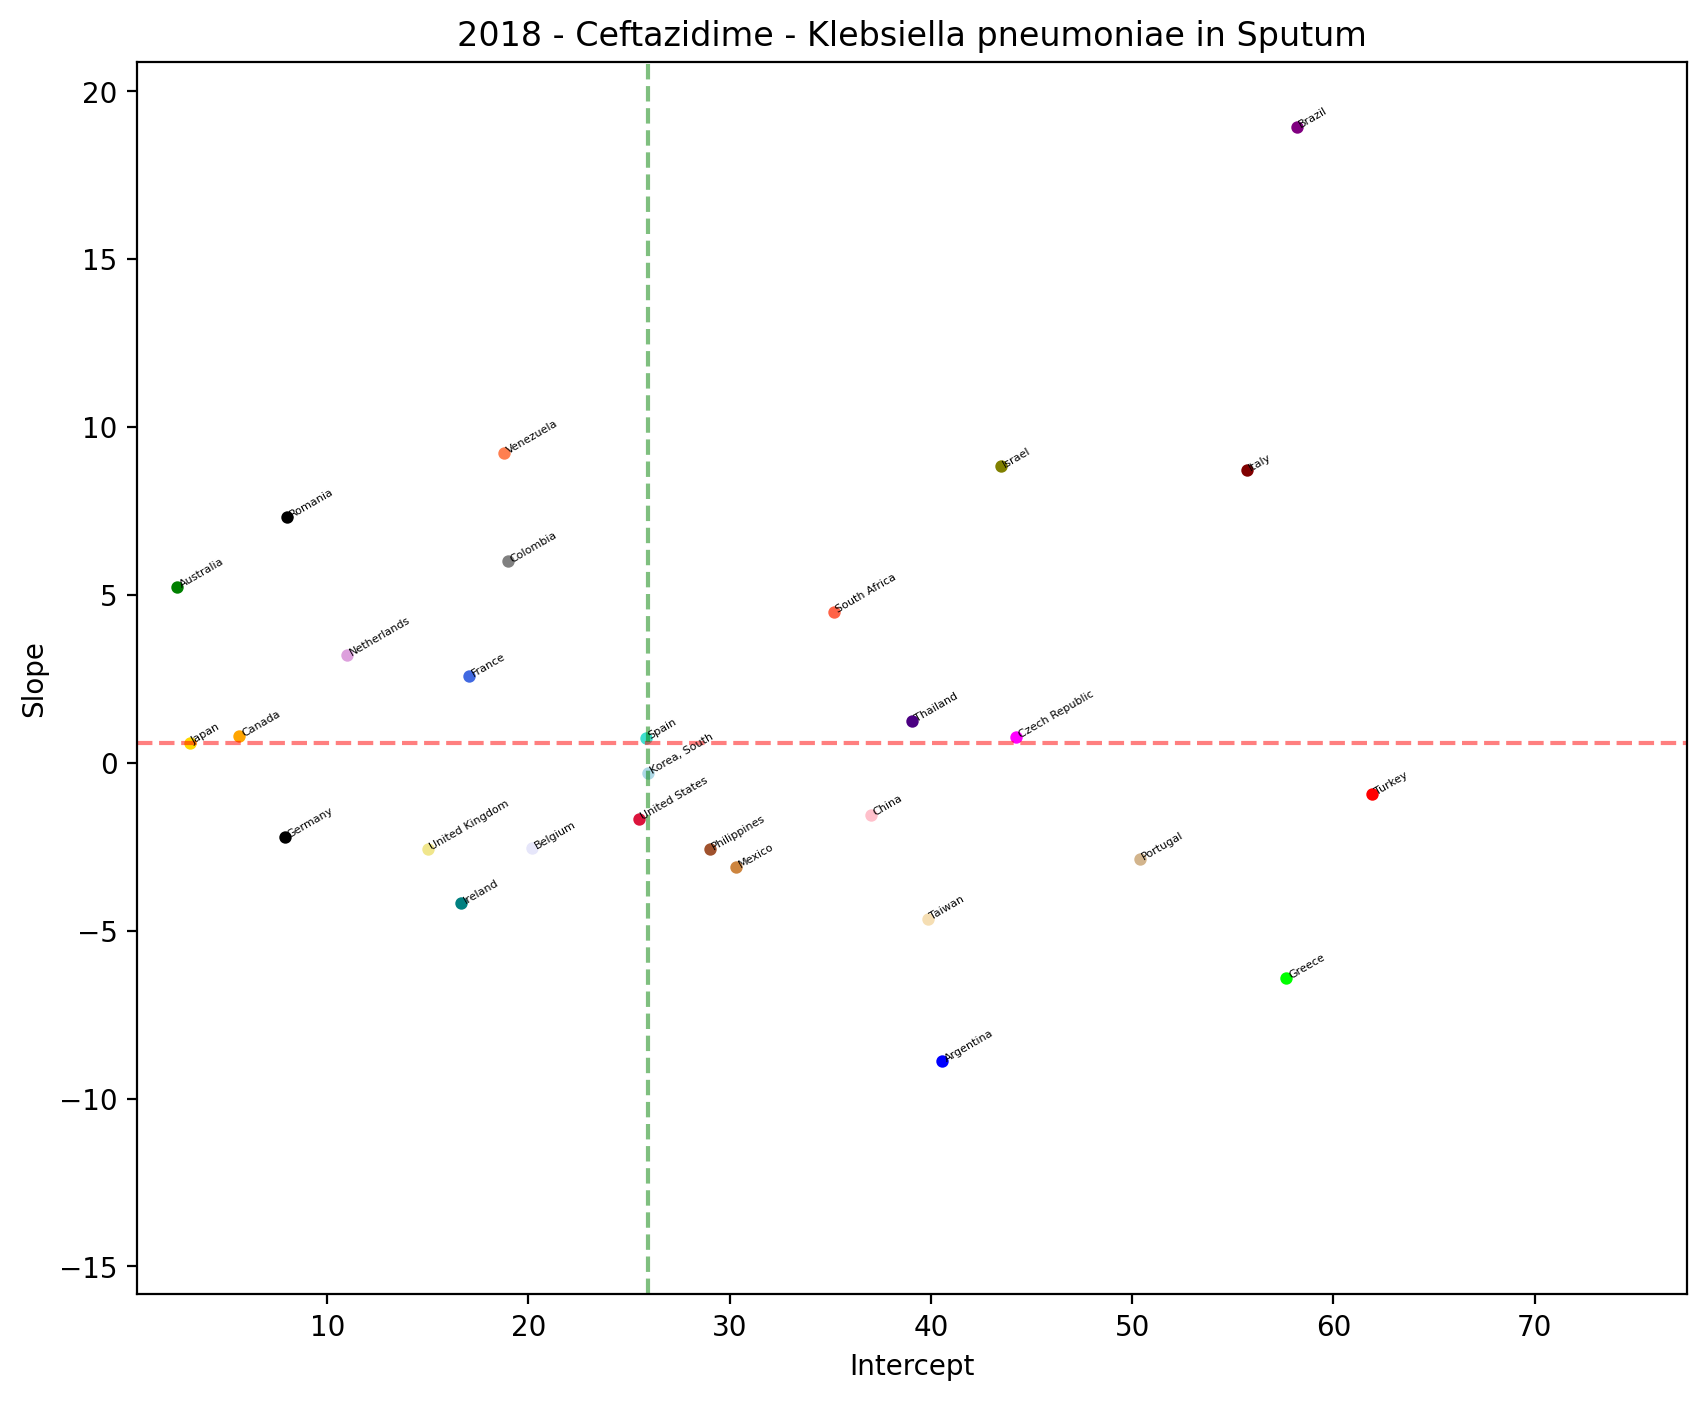 2018 - Ceftazidime - Klebsiella pneumoniae in Sputum
20
15
10
5
0
−5
−10
−15
Slope
Brazil
Venezuela
Israel
Italy
Romania
Colombia
Australia
South Africa
Netherlands
France
Thailand
Japan
Canada
Spain
Czech Republic
Korea, South
Turkey
United States
China
Germany
United Kingdom
Belgium
Philippines
Mexico
Portugal
Ireland
Taiwan
Greece
Argentina
10 20 30 40 50 60 70
Intercept